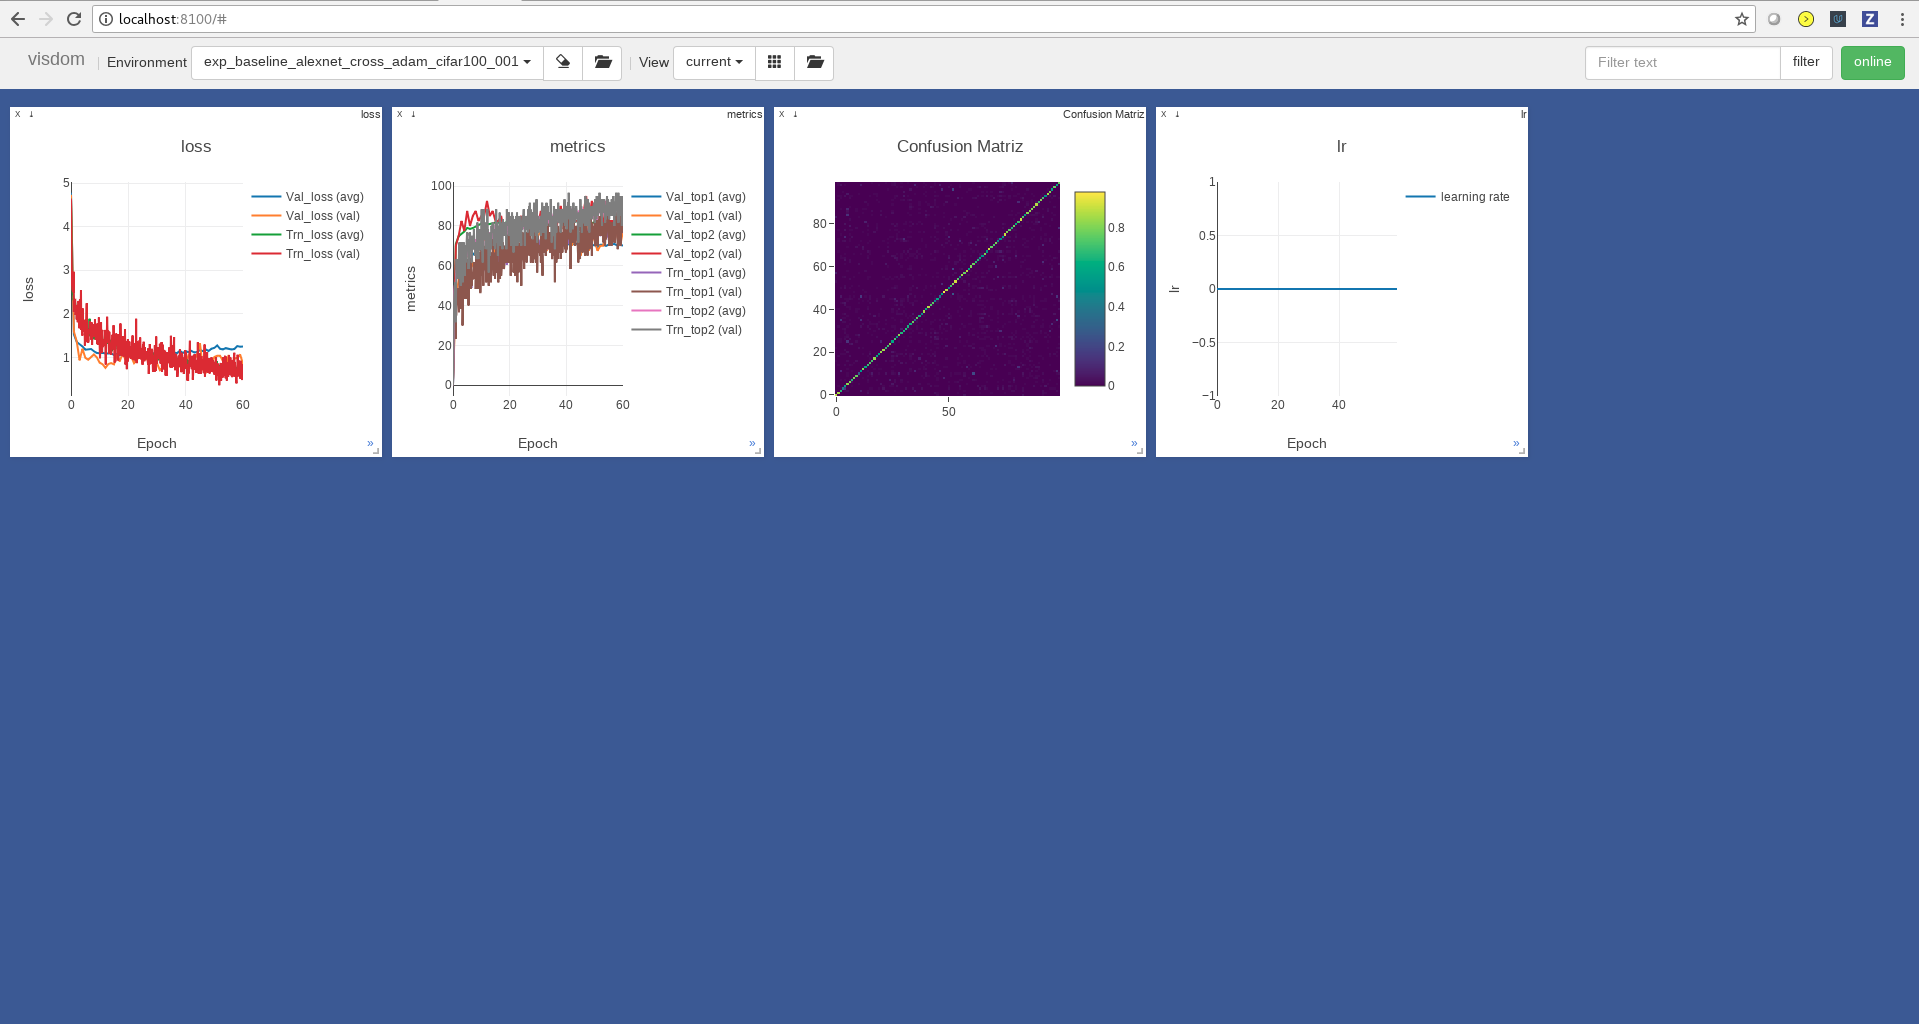 localhost:8100/#
visdom Environment exp_baseline_alexnet_cross_adam_cifar100_001 View current Filter text filter online
X loss
loss
5
4
3
2
1
0 20 40 60
loss
Epoch
Val_loss (avg)
Val_loss (val)
Trn_loss (avg)
Trn_loss (val)
»
X metrics
metrics
100
80
60
40
20
0
0 20 40 60
metrics
Epoch
Val_top1 (avg)
Val_top1 (val)
Val_top2 (avg)
Val_top2 (val)
Trn_top1 (avg)
Trn_top1 (val)
Trn_top2 (avg)
Trn_top2 (val)
»
X Confusion Matriz
Confusion Matriz
80
60
40
20
0
0 50
0.8
0.6
0.4
0.2
0
»
X lr
lr
1
0.5
0
−0.5
−1
0 20 40
lr
Epoch
learning rate
»